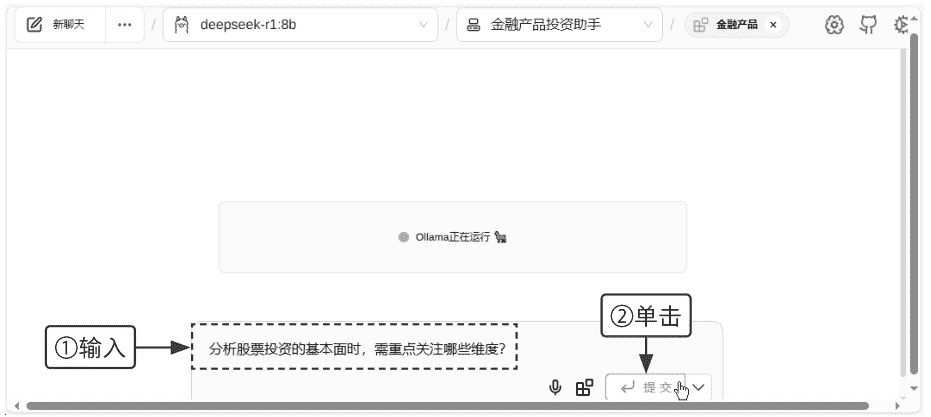 新聊天 ··· / deepseek-r1:8b / 金融产品投资助手 / 金融产品 ×
Ollama正在运行 🦙
②单击
①输入
分析股票投资的基本面时，需重点关注哪些维度？
提交